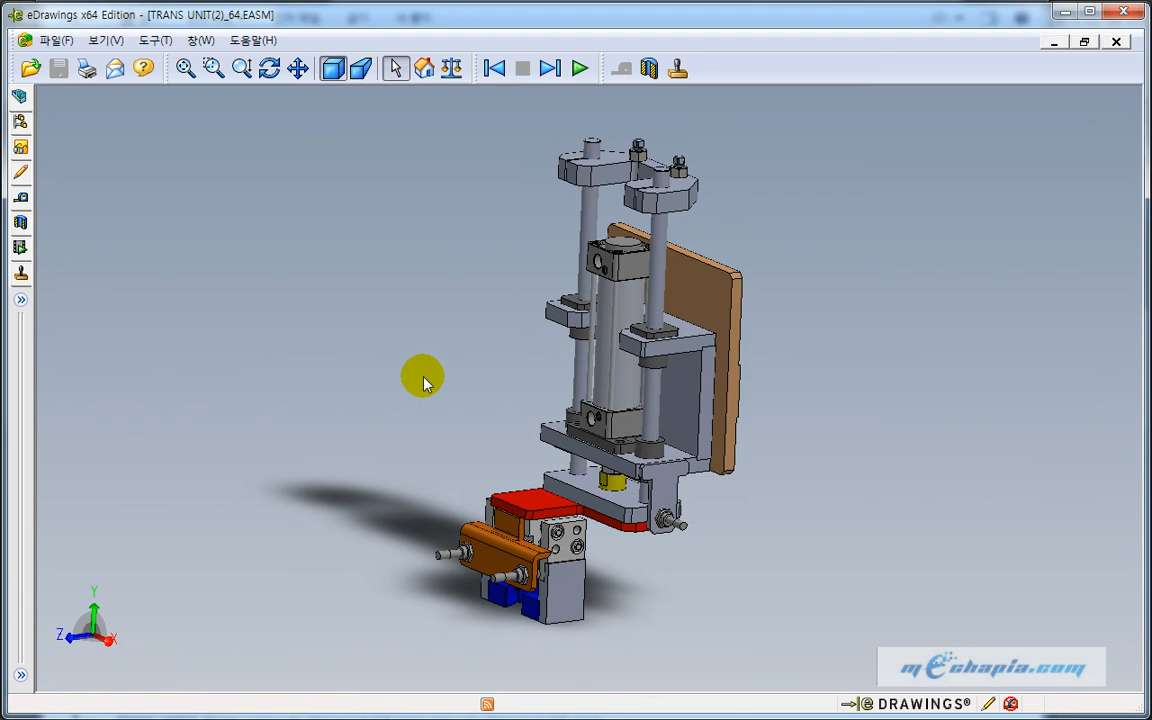 eDrawings x64 Edition - [TRANS UNIT(2)_64.EASM]
파일(F) 보기(V) 도구(T) 창(W) 도움말(H)
Y
Z X
mechapia.com
eDRAWINGS®